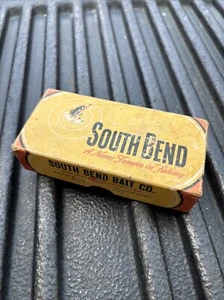 SOUTH BEND
A Name Famous in Fishing
SOUTH BEND BAIT CO.